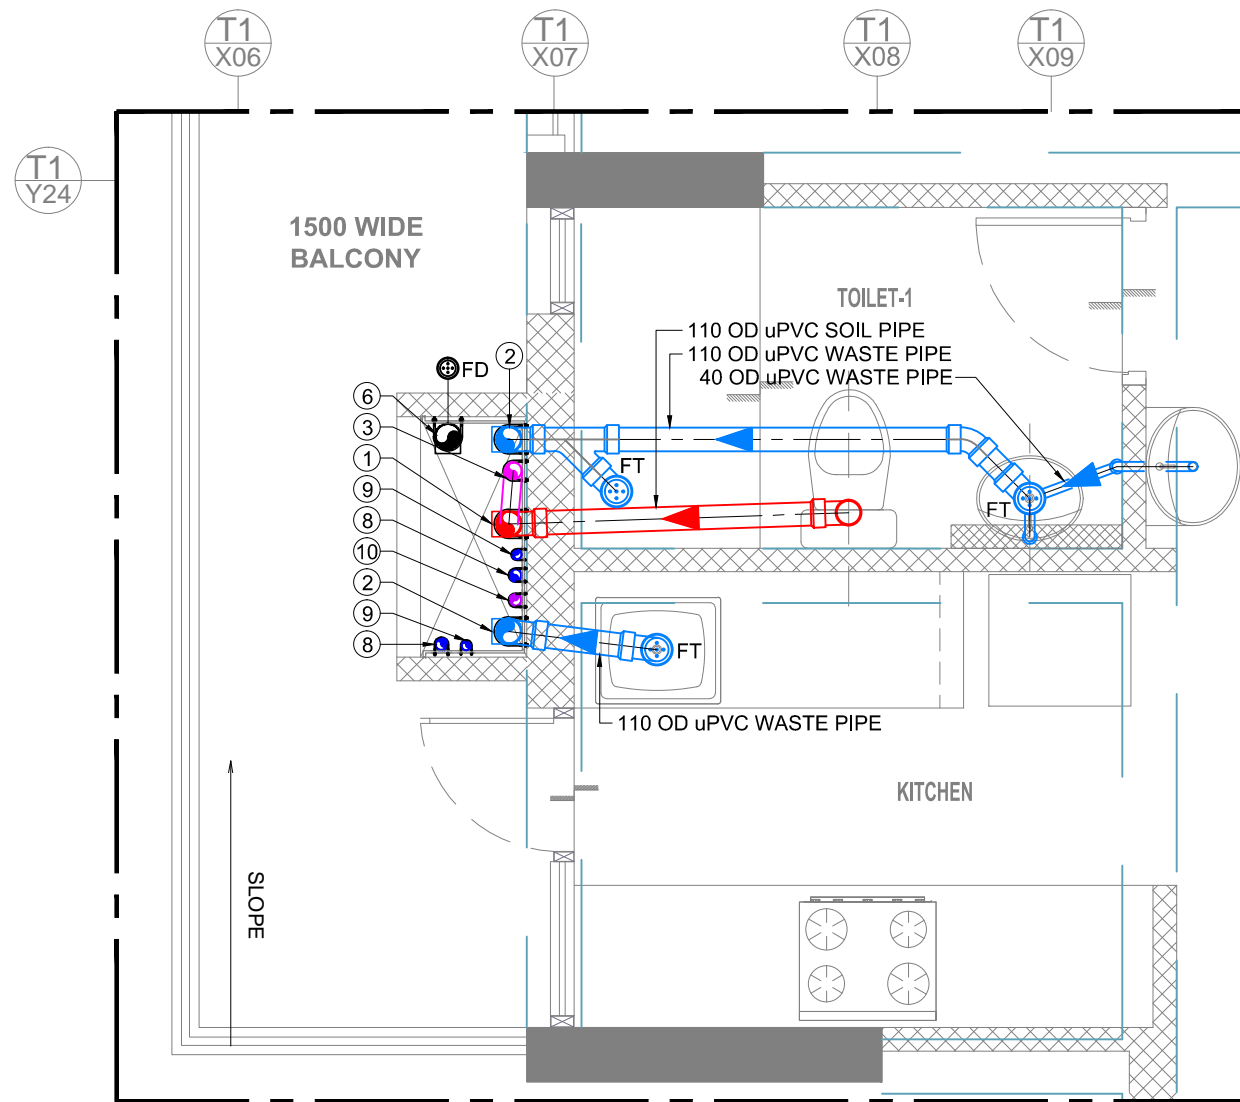 T1
X06
T1
X07
T1
X08
T1
X09
T1
Y24
1500 WIDE
BALCONY
TOILET-1
110 OD uPVC SOIL PIPE
110 OD uPVC WASTE PIPE
40 OD uPVC WASTE PIPE
FD
2
6
3
1
9
8
10
2
9
8
FT
FT
FT
110 OD uPVC WASTE PIPE
KITCHEN
SLOPE